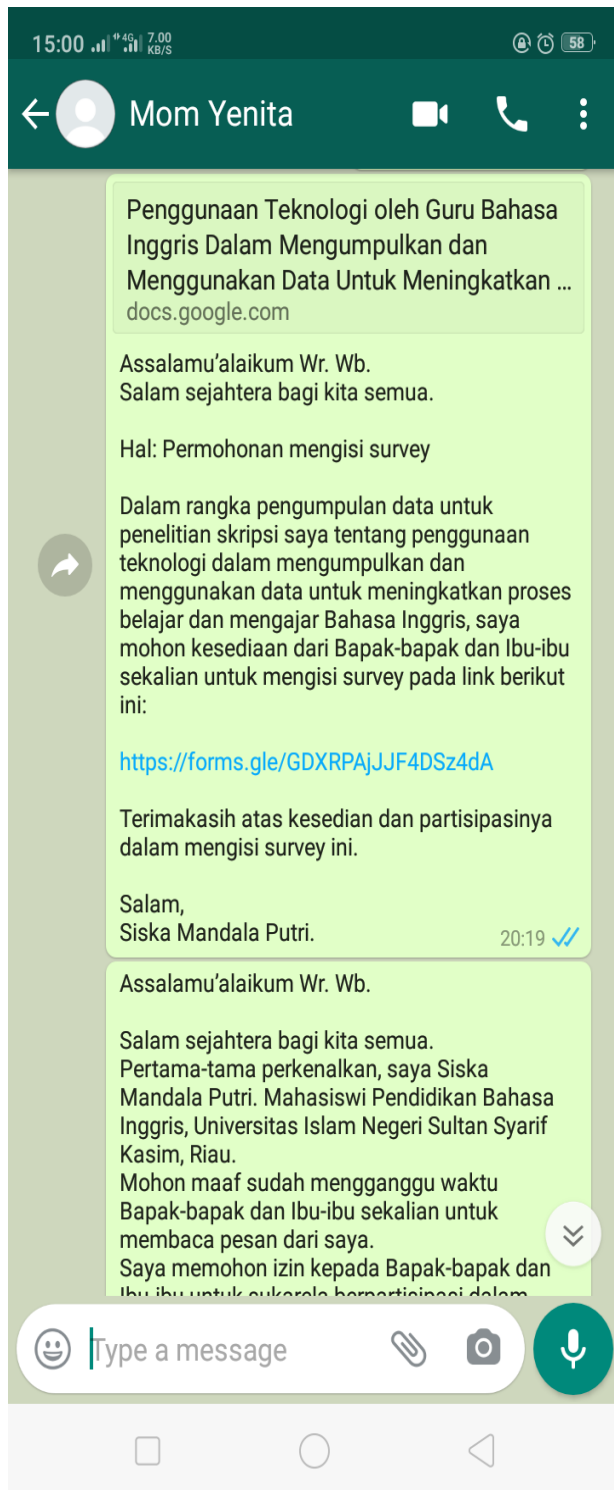 15:00 4G 7.00 KB/S 58
Mom Yenita
Penggunaan Teknologi oleh Guru Bahasa
Inggris Dalam Mengumpulkan dan
Menggunakan Data Untuk Meningkatkan ...
docs.google.com
Assalamu'alaikum Wr. Wb.
Salam sejahtera bagi kita semua.
Hal: Permohonan mengisi survey
Dalam rangka pengumpulan data untuk
penelitian skripsi saya tentang penggunaan
teknologi dalam mengumpulkan dan
menggunakan data untuk meningkatkan proses
belajar dan mengajar Bahasa Inggris, saya
mohon kesediaan dari Bapak-bapak dan Ibu-ibu
sekalian untuk mengisi survey pada link berikut
ini:
https://forms.gle/GDXRPAjJJF4DSz4dA
Terimakasih atas kesedian dan partisipasinya
dalam mengisi survey ini.
Salam,
Siska Mandala Putri.
20:19
Assalamu'alaikum Wr. Wb.
Salam sejahtera bagi kita semua.
Pertama-tama perkenalkan, saya Siska
Mandala Putri. Mahasiswi Pendidikan Bahasa
Inggris, Universitas Islam Negeri Sultan Syarif
Kasim, Riau.
Mohon maaf sudah mengganggu waktu
Bapak-bapak dan Ibu-ibu sekalian untuk
membaca pesan dari saya.
Saya memohon izin kepada Bapak-bapak dan
Ibu-ibu untuk sukarela berpartisipasi dalam
Type a message